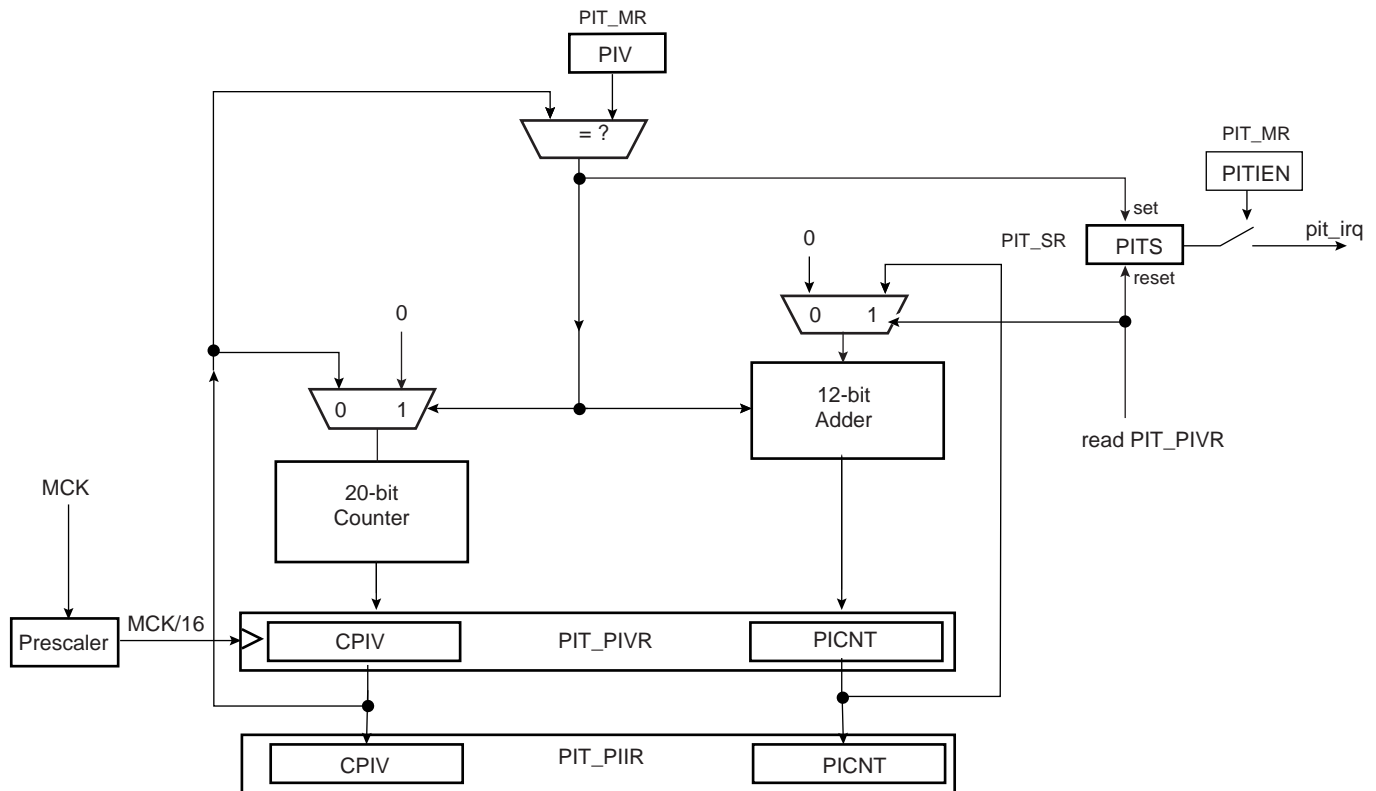 PIT_MR
PIV
= ?
PIT_MR
PITIEN
set
PIT_SR
PITS
pit_irq
reset
0
0 1
0
0 1
12-bit
Adder
read PIT_PIVR
MCK
20-bit
Counter
Prescaler
MCK/16
CPIV
PIT_PIVR
PICNT
CPIV
PIT_PIIR
PICNT